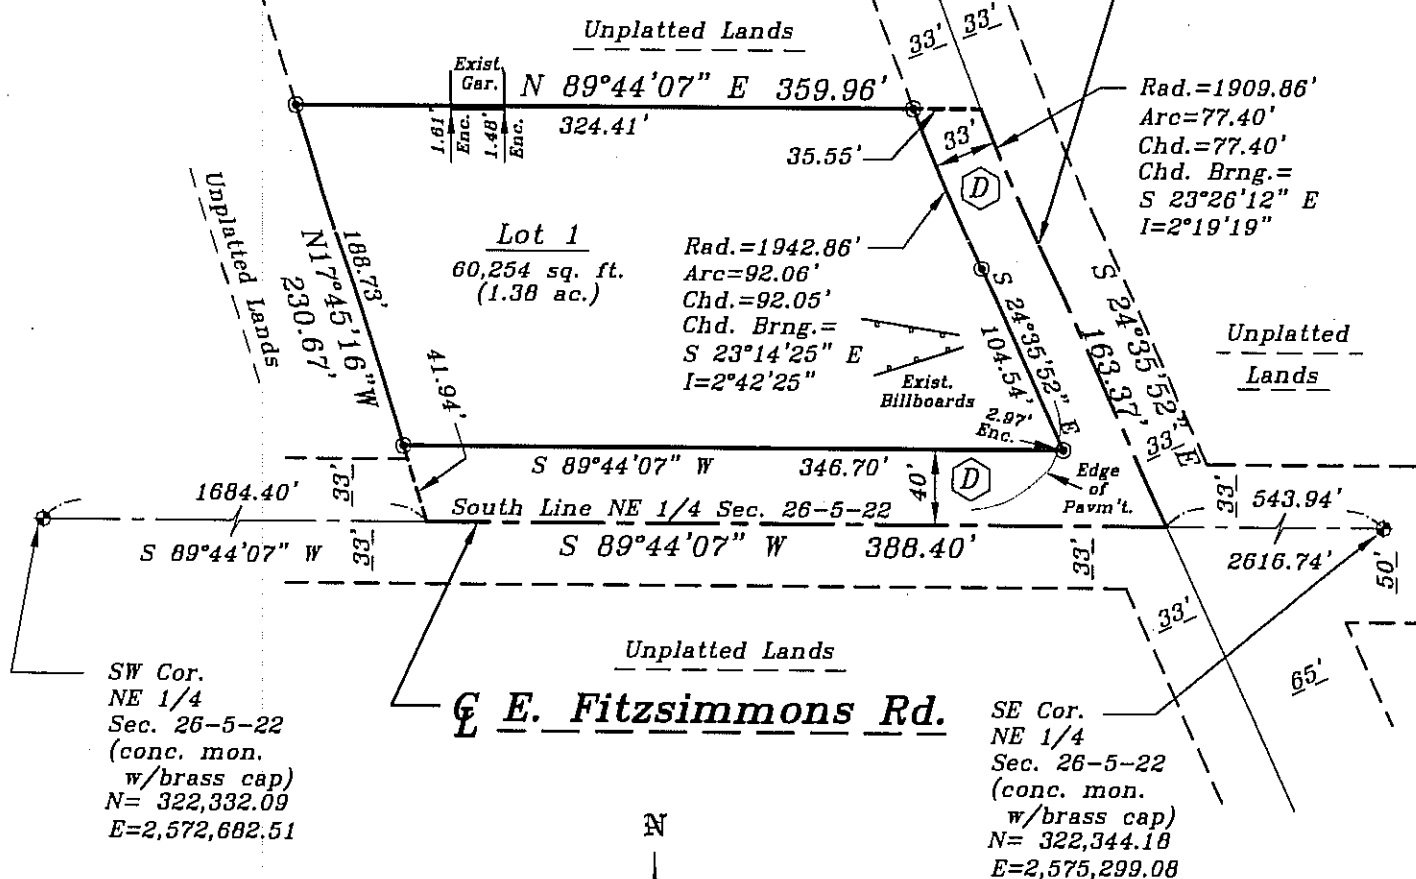 Unplatted Lands
33'
33'
Exist.
Gar.
N 89°44'07" E 359.96'
324.41'
1.61'
Enc.
1.48'
Enc.
35.55'
33'
D
Rad.=1909.86'
Arc=77.40'
Chd.=77.40'
Chd. Brng.=
S 23°26'12" E
I=2°19'19"
Unplatted Lands
N17°45'16"W
230.67'
188.73'
Lot 1
60,254 sq. ft.
(1.38 ac.)
Rad.=1942.86'
Arc=92.06'
Chd.=92.05'
Chd. Brng.=
S 23°14'25" E
I=2°42'25"
S 24°35'52" E
104.54'
S 24°35'52" E
163.37'
Unplatted
Lands
Exist.
Billboards
2.97'
Enc.
41.94'
S 89°44'07" W 346.70'
40'
D
Edge
of
Pavm't.
33'
33'
1684.40'
33'
South Line NE 1/4 Sec. 26-5-22
543.94'
S 89°44'07" W
33'
S 89°44'07" W 388.40'
33'
2616.74'
50'
33'
65'
Unplatted Lands
SW Cor.
NE 1/4
Sec. 26-5-22
(conc. mon.
w/brass cap)
N= 322,332.09
E=2,572,682.51
CL E. Fitzsimmons Rd.
SE Cor.
NE 1/4
Sec. 26-5-22
(conc. mon.
w/brass cap)
N= 322,344.18
E=2,575,299.08
N